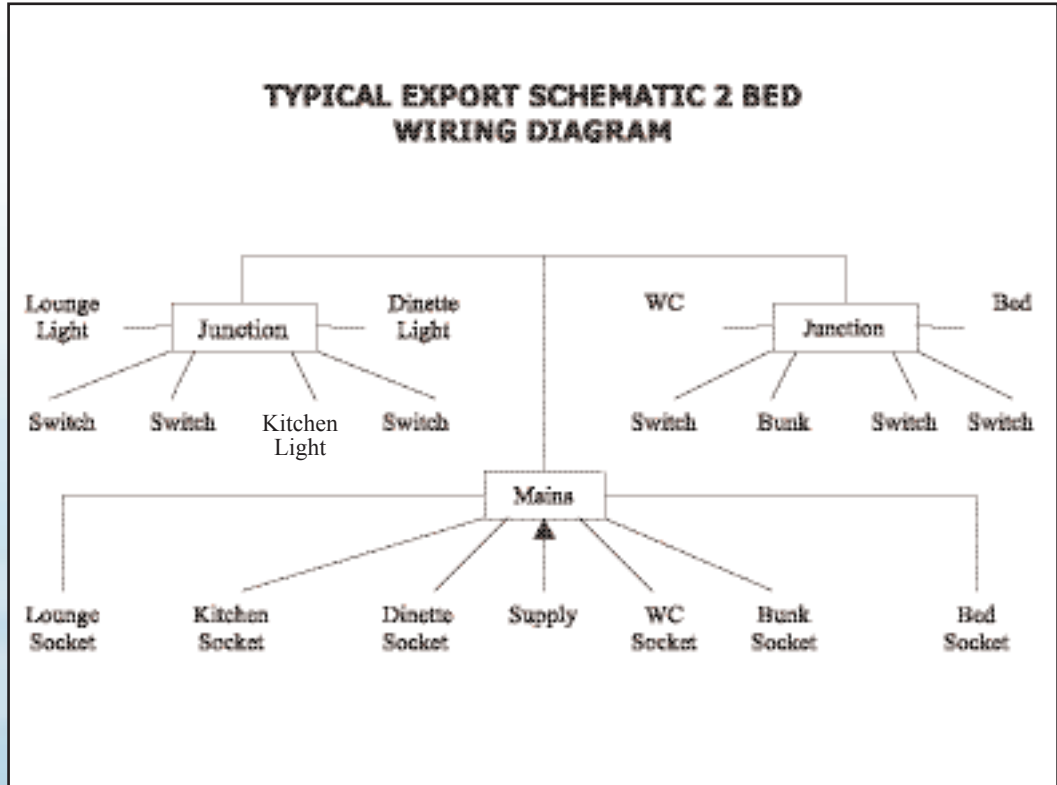 TYPICAL EXPORT SCHEMATIC 2 BED
WIRING DIAGRAM
Lounge
Light
Junction
Dinette
Light
WC
Junction
Bed
Switch
Switch
Kitchen
Light
Switch
Switch
Bunk
Switch
Switch
Mains
Lounge
Socket
Kitchen
Socket
Dinette
Socket
Supply
WC
Socket
Bunk
Socket
Bed
Socket